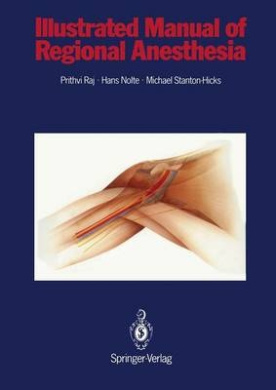 Illustrated Manual of
Regional Anesthesia
Prithvi Raj · Hans Nolte · Michael Stanton-Hicks
Springer-Verlag